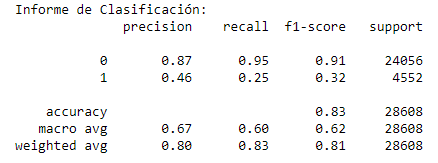 Informe de Clasificación:
precision recall f1-score support
0 0.87 0.95 0.91 24056
1 0.46 0.25 0.32 4552
accuracy 0.83 28608
macro avg 0.67 0.60 0.62 28608
weighted avg 0.80 0.83 0.81 28608